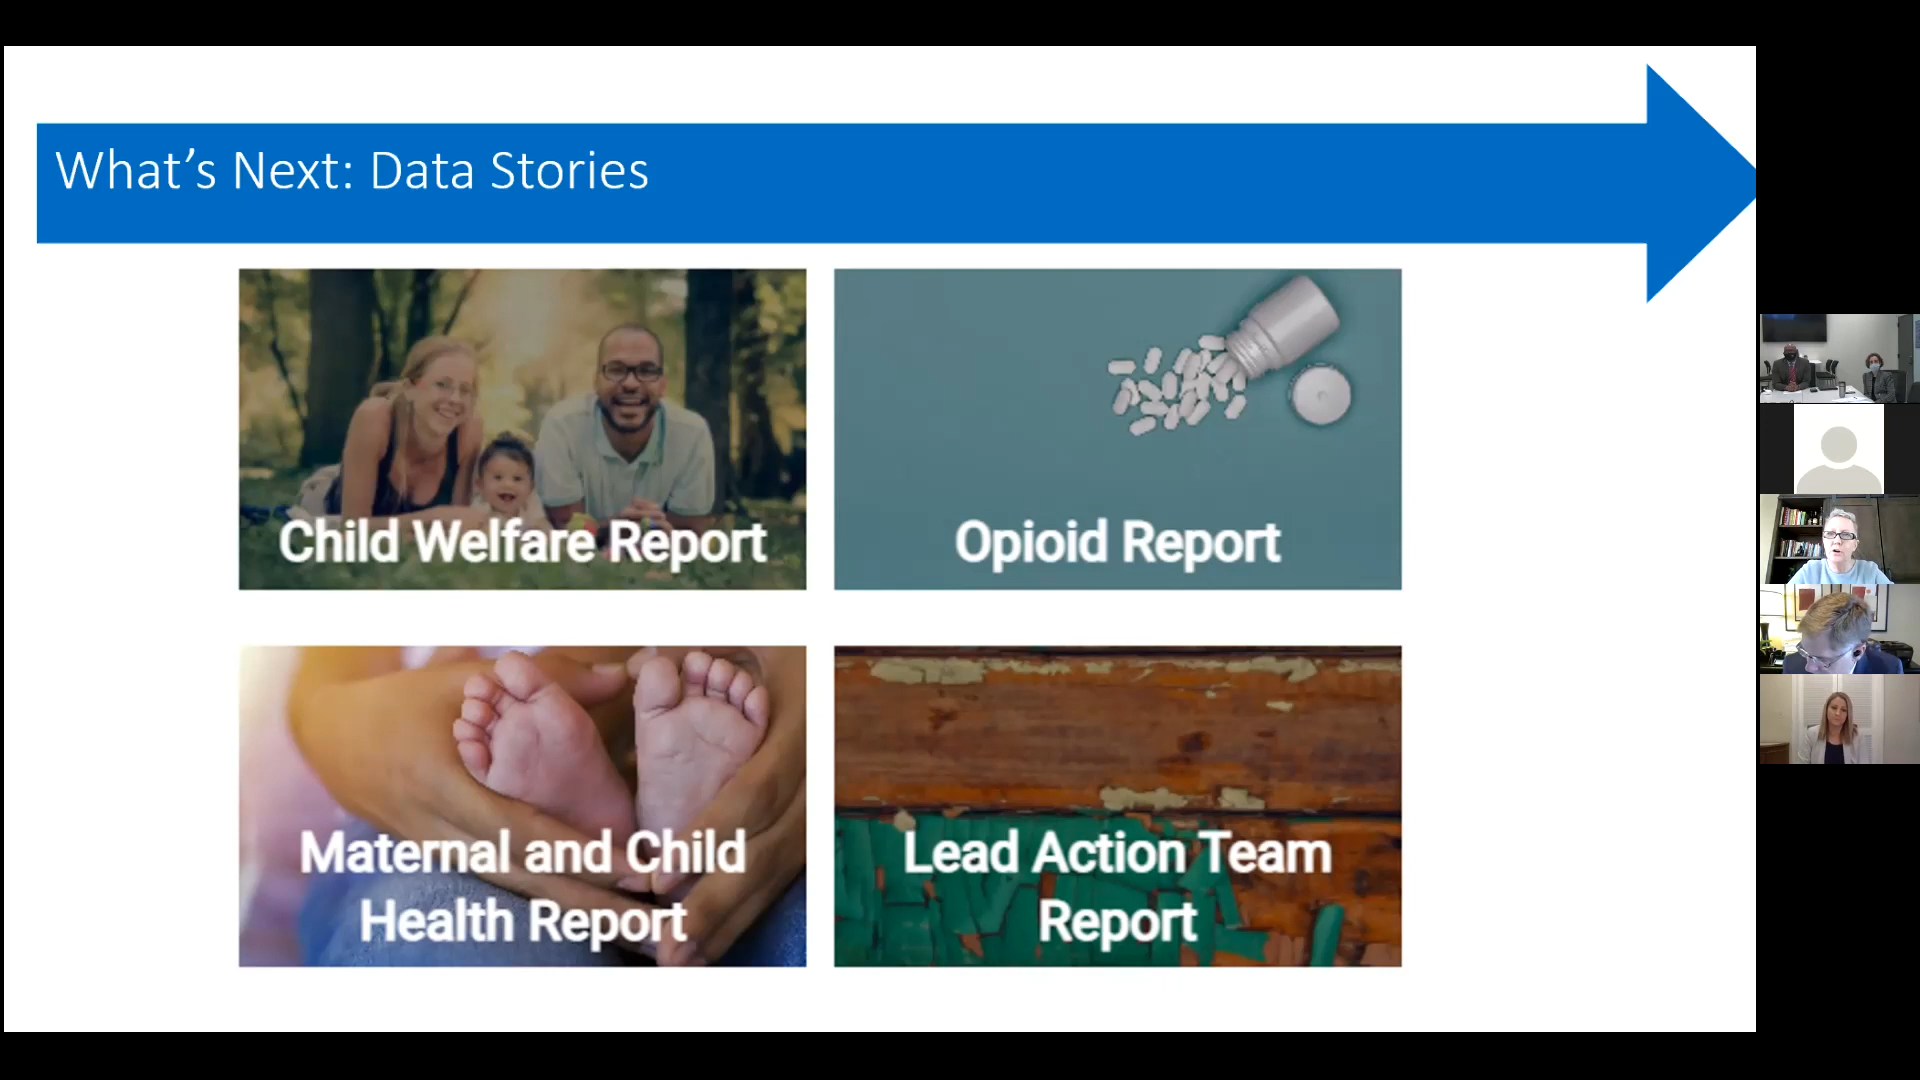 What’s Next: Data Stories
Child Welfare Report
Opioid Report
Maternal and Child
Health Report
Lead Action Team
Report